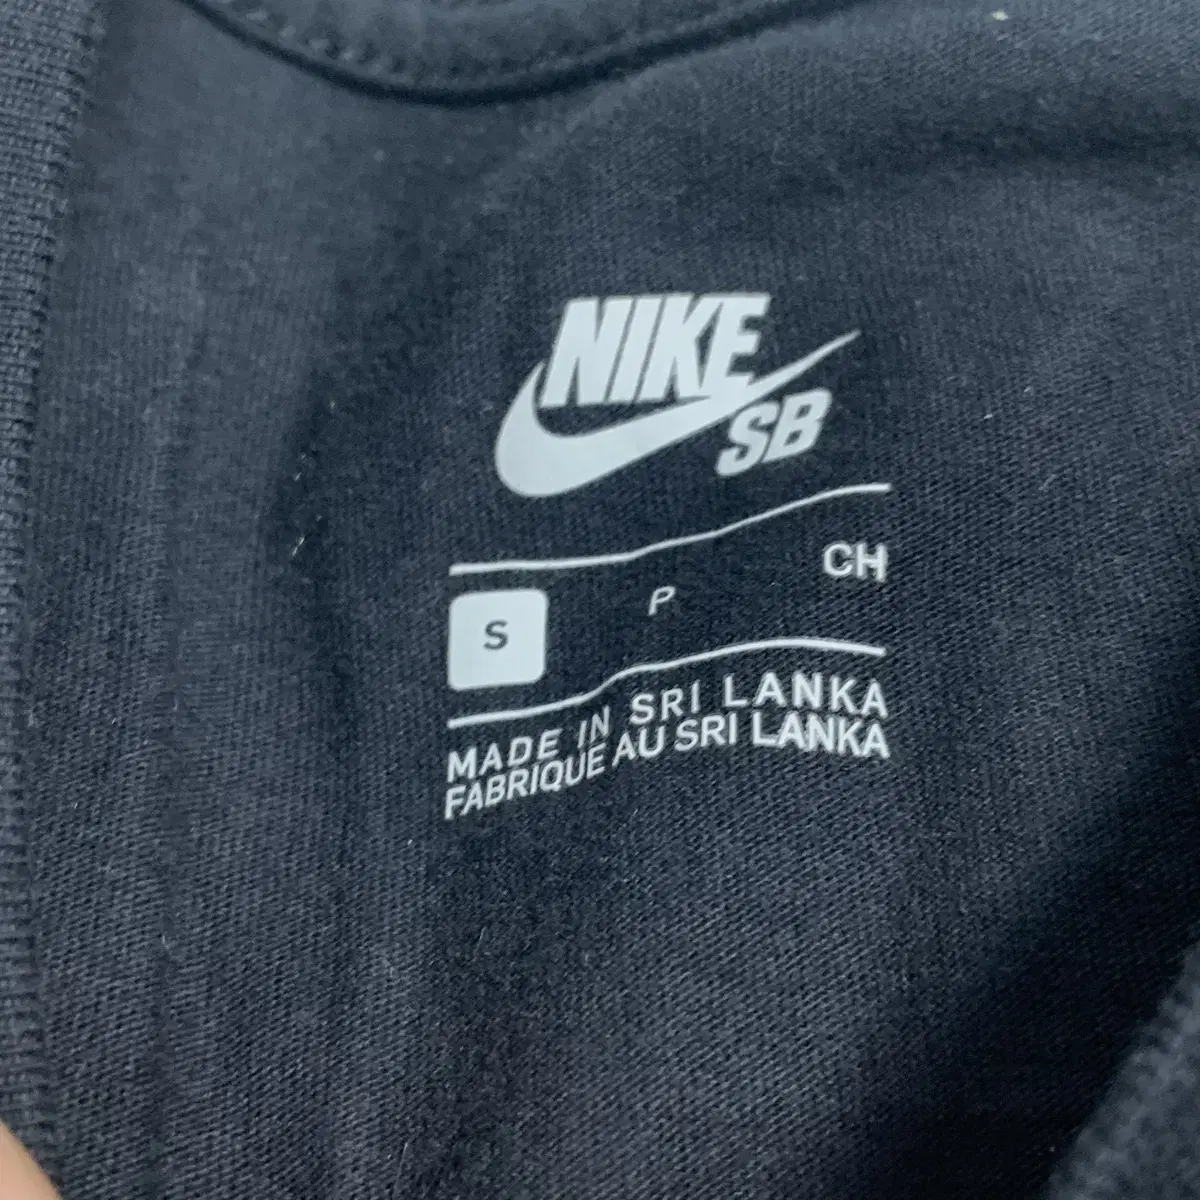 NIKE
SB
S P CH
MADE IN SRI LANKA
FABRIQUE AU SRI LANKA